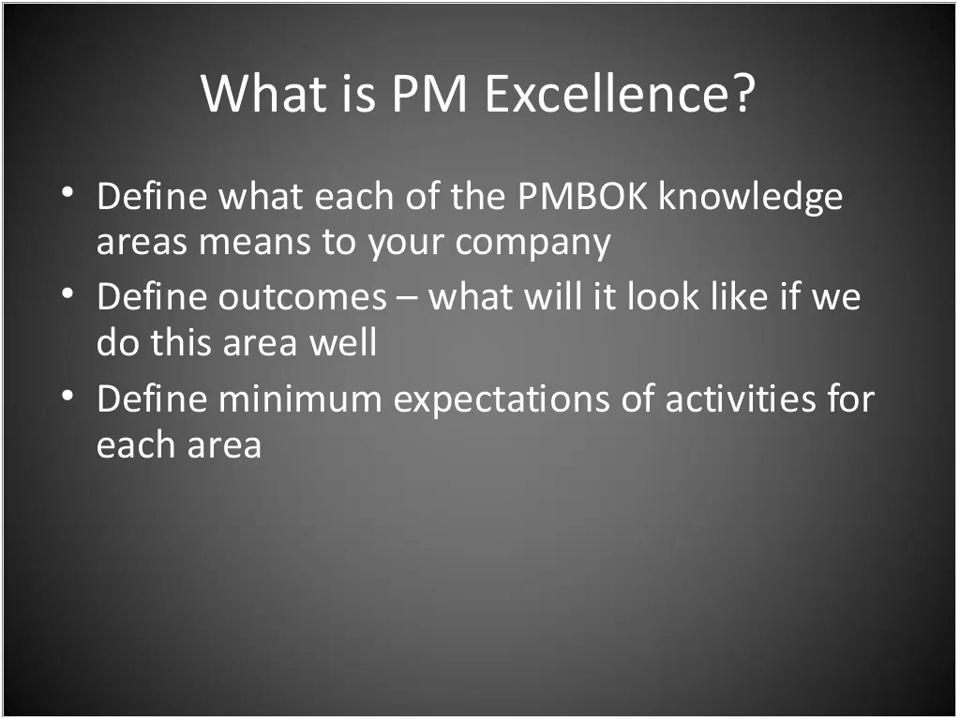 What is PM Excellence?
• Define what each of the PMBOK knowledge
areas means to your company
• Define outcomes – what will it look like if we
do this area well
• Define minimum expectations of activities for
each area